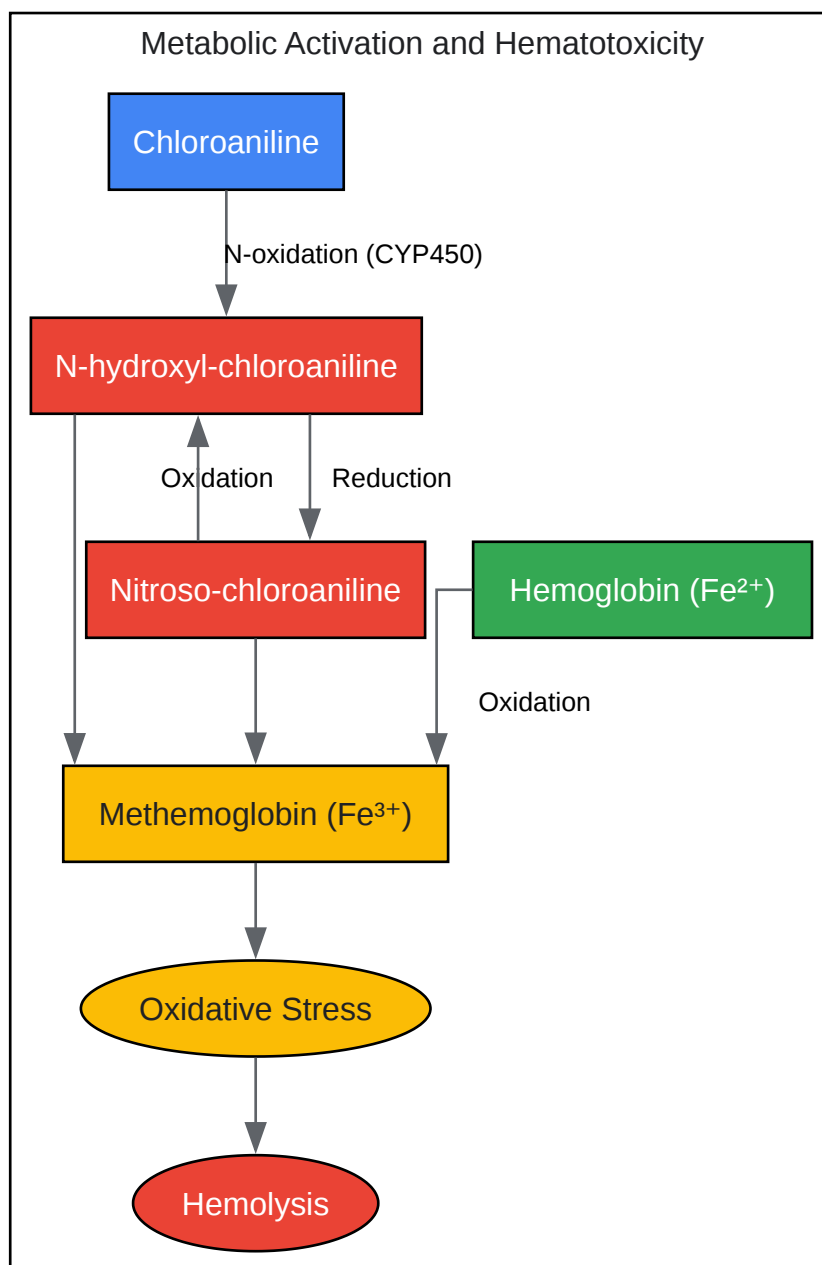 Metabolic Activation and Hematotoxicity
Chloroaniline
N-oxidation (CYP450)
N-hydroxyl-chloroaniline
Oxidation
Reduction
Nitroso-chloroaniline
Hemoglobin (Fe²⁺)
Oxidation
Methemoglobin (Fe³⁺)
Oxidative Stress
Hemolysis